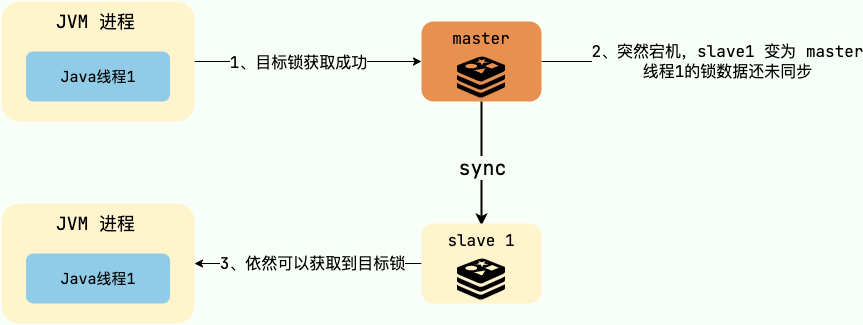 JVM 进程
Java线程1
1、目标锁获取成功
master
2、突然宕机，slave1 变为 master
线程1的锁数据还未同步
sync
JVM 进程
Java线程1
3、依然可以获取到目标锁
slave 1